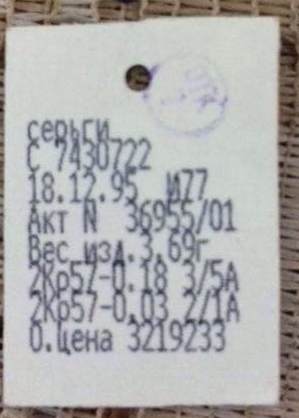 серьги
С 7430722
18.12.95 И77
Акт N 36955/01
Вес изд.3.69г
2Кр57-0.18 3/5А
2Кр57-0.03 2/1А
О.цена 3219233